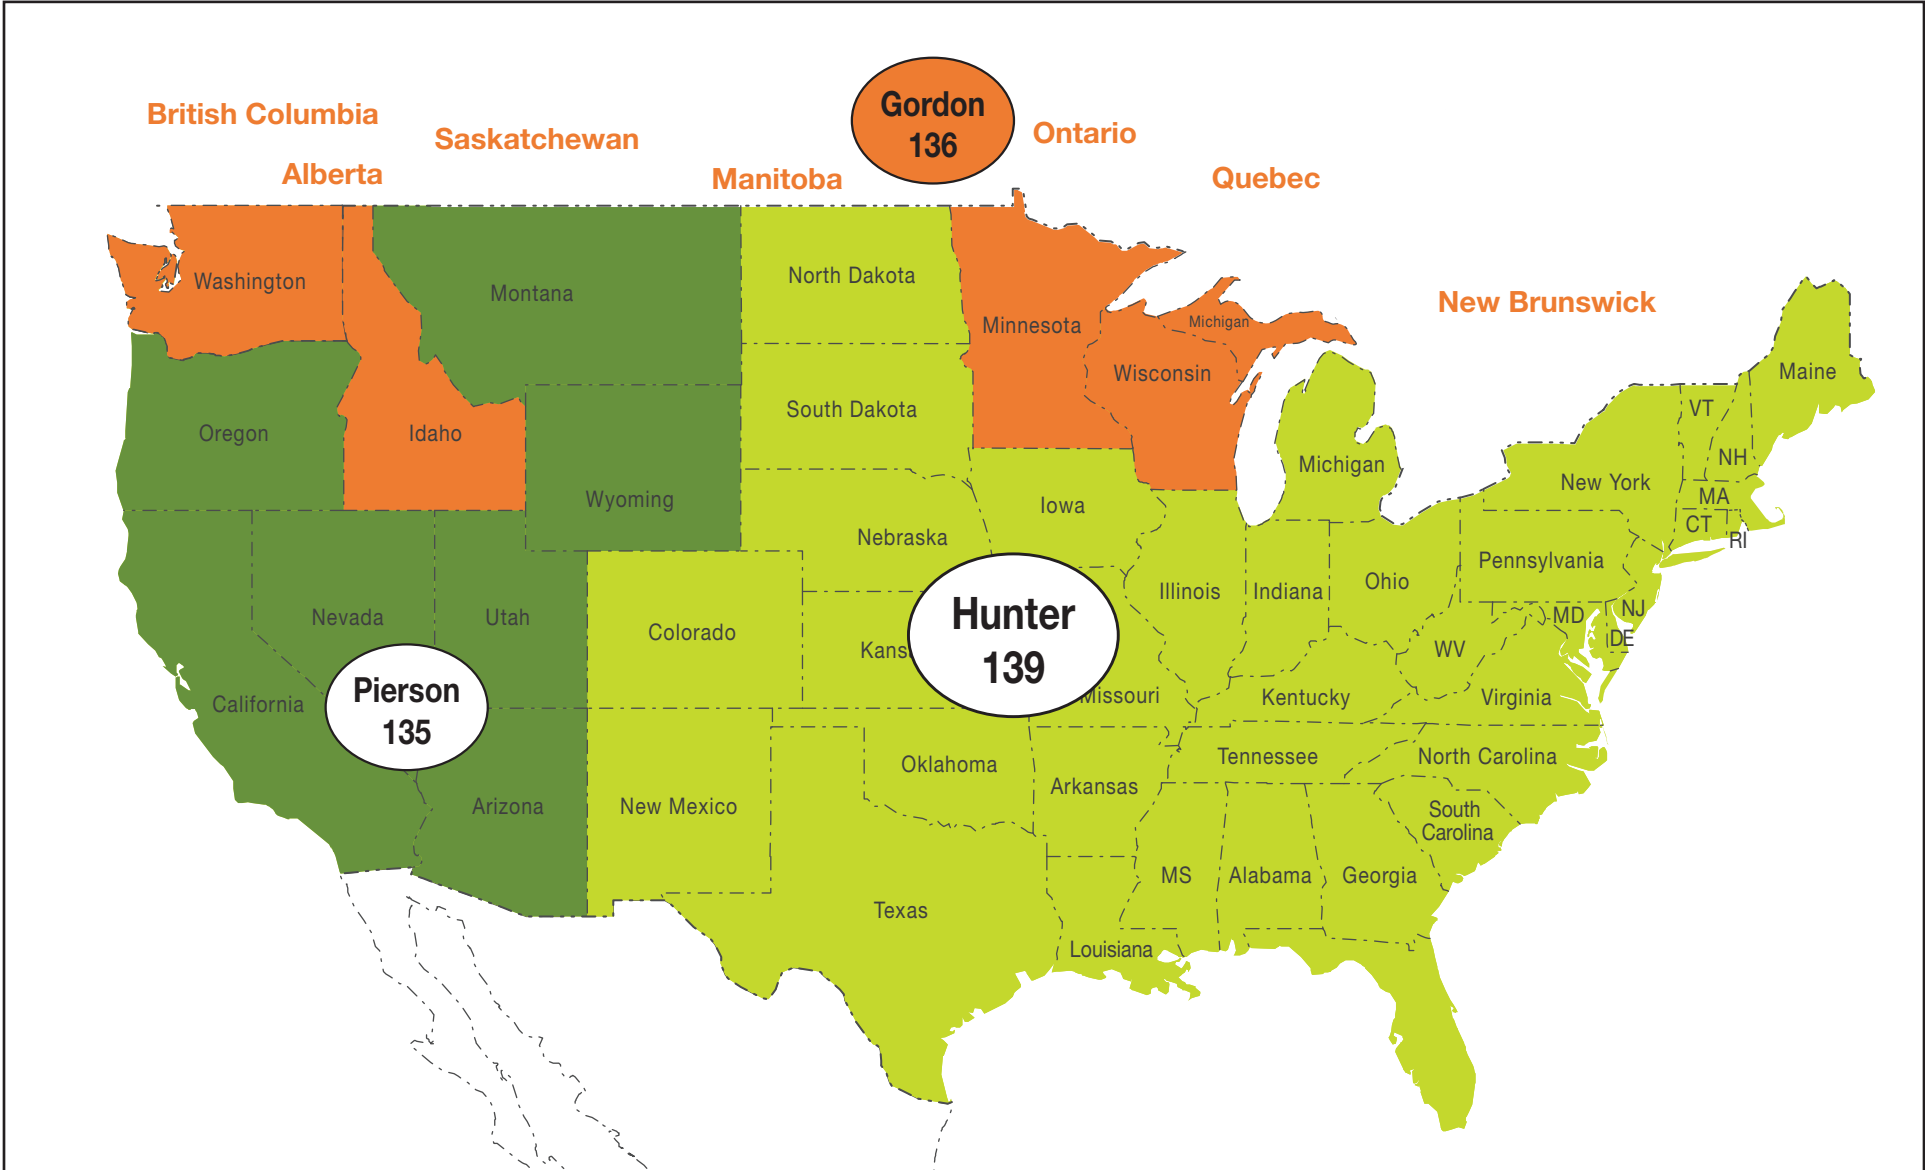 Gordon
136
British Columbia
Saskatchewan
Ontario
Alberta
Manitoba
Quebec
New Brunswick
Washington
Montana
North Dakota
Minnesota
Michigan
Wisconsin
Maine
Oregon
Idaho
South Dakota
VT
NH
Michigan
New York
Wyoming
Iowa
MA
CT
RI
Nebraska
Pennsylvania
Illinois
Indiana
Ohio
MD
NJ
DE
Nevada
Utah
Colorado
Kans
Hunter
139
WV
Virginia
Missouri
Kentucky
California
Pierson
135
Oklahoma
Tennessee
North Carolina
Arkansas
Arizona
New Mexico
South
Carolina
MS
Alabama
Georgia
Texas
Louisiana